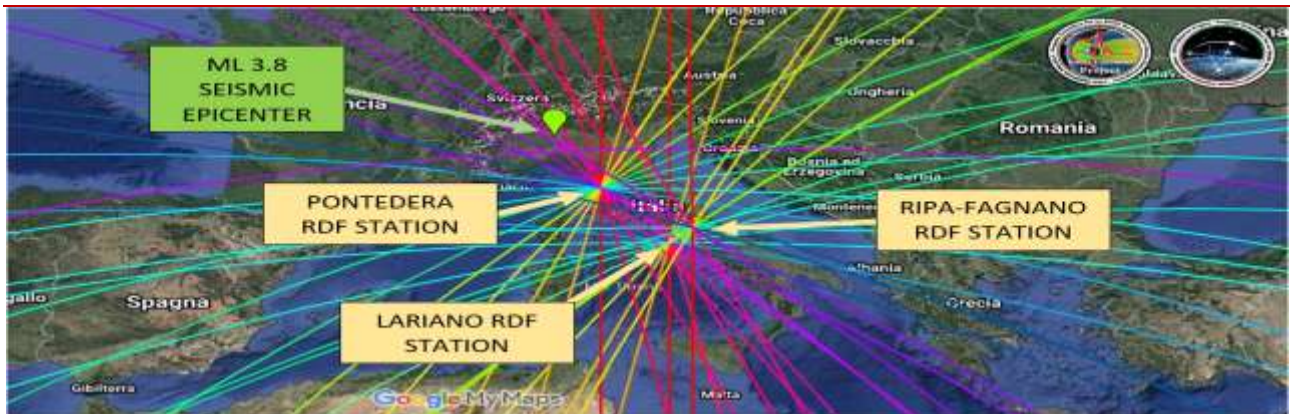 Repubblica
Ceca
Slovacchia
ML 3.8
SEISMIC
EPICENTER
Svizzera
Austria
Ungheria
Slovenia
Croazia
Romania
Bosnia ed
Erzegovina
Serbia
PONTEDERA
RDF STATION
RIPA-FAGNANO
RDF STATION
Albania
Spagna
Grecia
LARIANO RDF
STATION
Gibilterra
Malta
Google My Maps